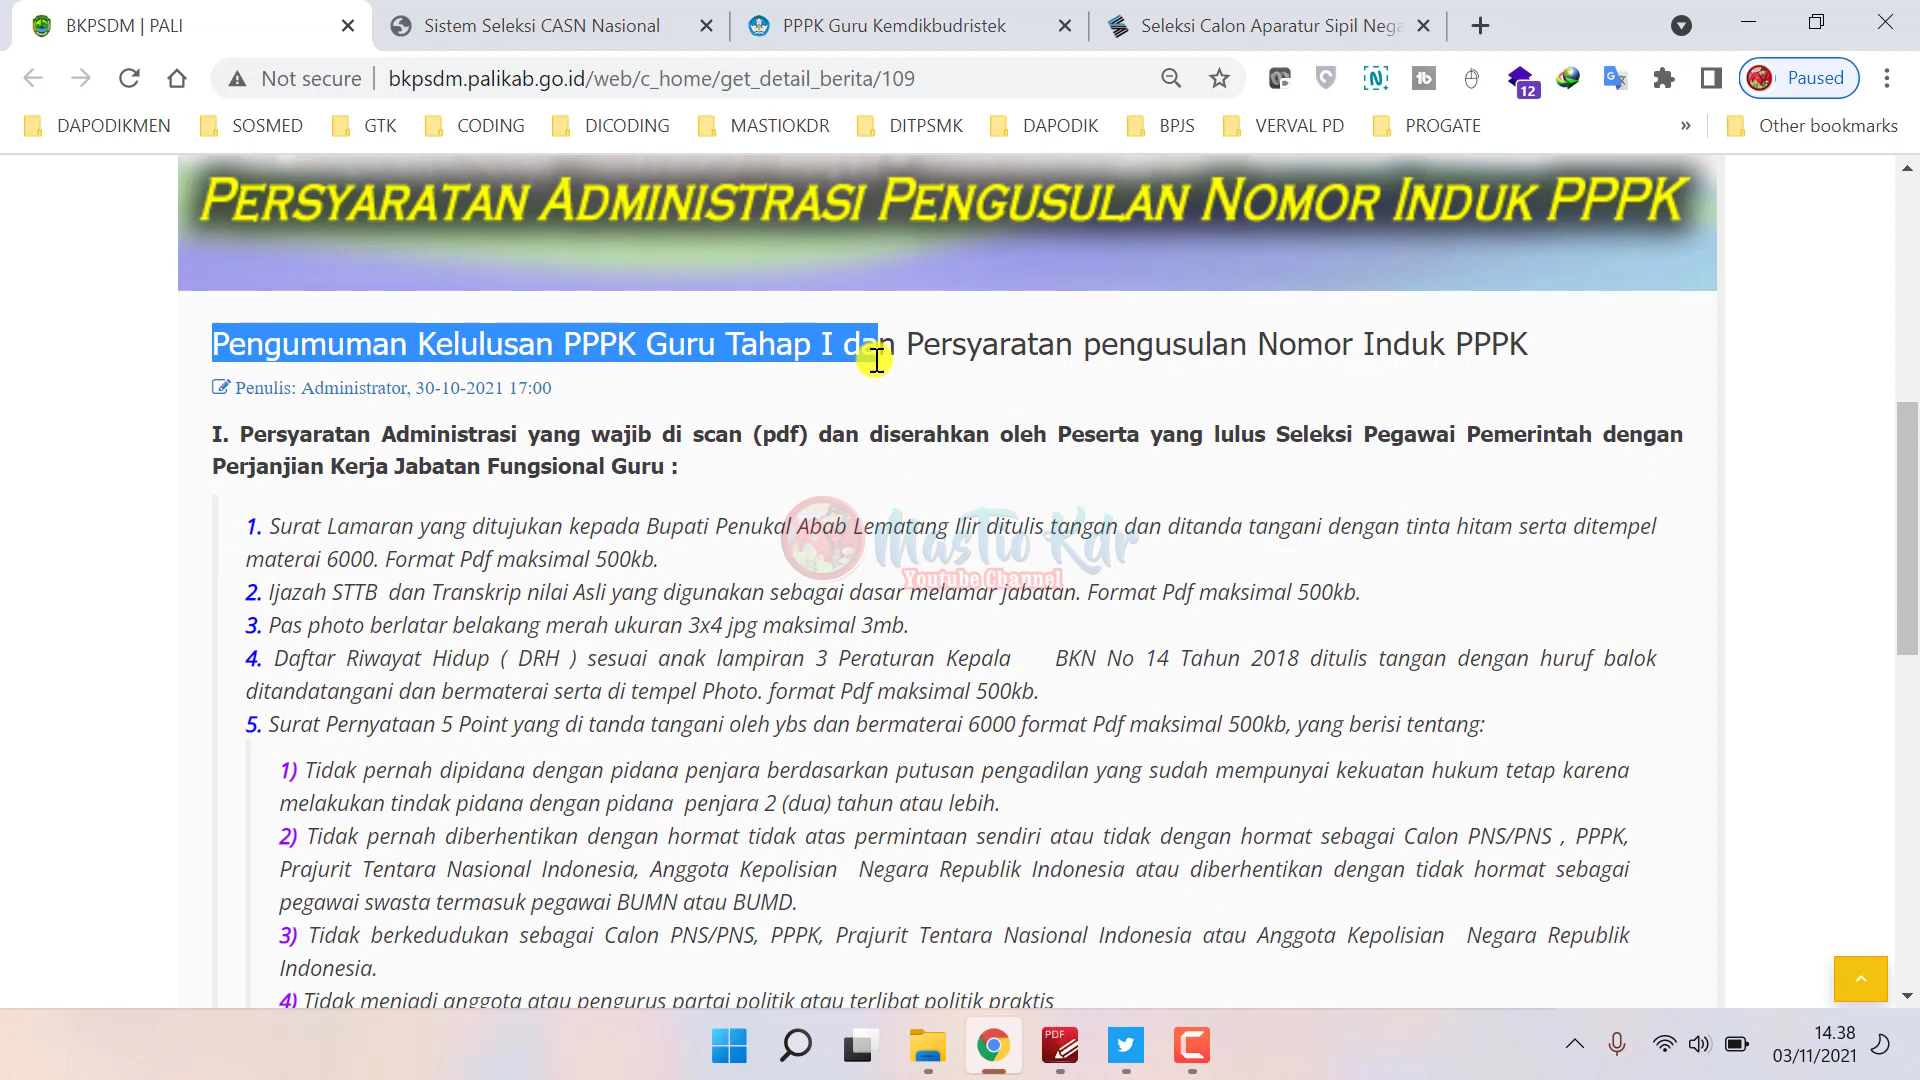 BKPSDM | PALI
Sistem Seleksi CASN Nasional
PPPK Guru Kemdikbudristek
Seleksi Calon Aparatur Sipil Nega
Not secure
bkpsdm.palikab.go.id/web/c_home/get_detail_berita/109
12
Paused
DAPODIKMEN
SOSMED
GTK
CODING
DICODING
MASTIOKDR
DITPSMK
DAPODIK
BPJS
VERVAL PD
PROGATE
»
Other bookmarks
PERSYARATAN ADMINISTRASI PENGUSULAN NOMOR INDUK PPPK
Pengumuman Kelulusan PPPK Guru Tahap I dan Persyaratan pengusulan Nomor Induk PPPK
Penulis: Administrator, 30-10-2021 17:00
I. Persyaratan Administrasi yang wajib di scan (pdf) dan diserahkan oleh Peserta yang lulus Seleksi Pegawai Pemerintah dengan
Perjanjian Kerja Jabatan Fungsional Guru :
1. Surat Lamaran yang ditujukan kepada Bupati Penukal Abab Lematang Ilir ditulis tangan dan ditanda tangani dengan tinta hitam serta ditempel
materai 6000. Format Pdf maksimal 500kb.
MasTio Kdr
Youtube Channel
2. Ijazah STTB dan Transkrip nilai Asli yang digunakan sebagai dasar melamar jabatan. Format Pdf maksimal 500kb.
3. Pas photo berlatar belakang merah ukuran 3x4 jpg maksimal 3mb.
4. Daftar Riwayat Hidup ( DRH ) sesuai anak lampiran 3 Peraturan Kepala BKN No 14 Tahun 2018 ditulis tangan dengan huruf balok
ditandatangani dan bermaterai serta di tempel Photo. format Pdf maksimal 500kb.
5. Surat Pernyataan 5 Point yang di tanda tangani oleh ybs dan bermaterai 6000 format Pdf maksimal 500kb, yang berisi tentang:
1) Tidak pernah dipidana dengan pidana penjara berdasarkan putusan pengadilan yang sudah mempunyai kekuatan hukum tetap karena
melakukan tindak pidana dengan pidana penjara 2 (dua) tahun atau lebih.
2) Tidak pernah diberhentikan dengan hormat tidak atas permintaan sendiri atau tidak dengan hormat sebagai Calon PNS/PNS , PPPK,
Prajurit Tentara Nasional Indonesia, Anggota Kepolisian Negara Republik Indonesia atau diberhentikan dengan tidak hormat sebagai
pegawai swasta termasuk pegawai BUMN atau BUMD.
3) Tidak berkedudukan sebagai Calon PNS/PNS, PPPK, Prajurit Tentara Nasional Indonesia atau Anggota Kepolisian Negara Republik
Indonesia.
4) Tidak menjadi anggota atau pengurus partai politik atau terlibat politik praktis
PDF
14.38
03/11/2021